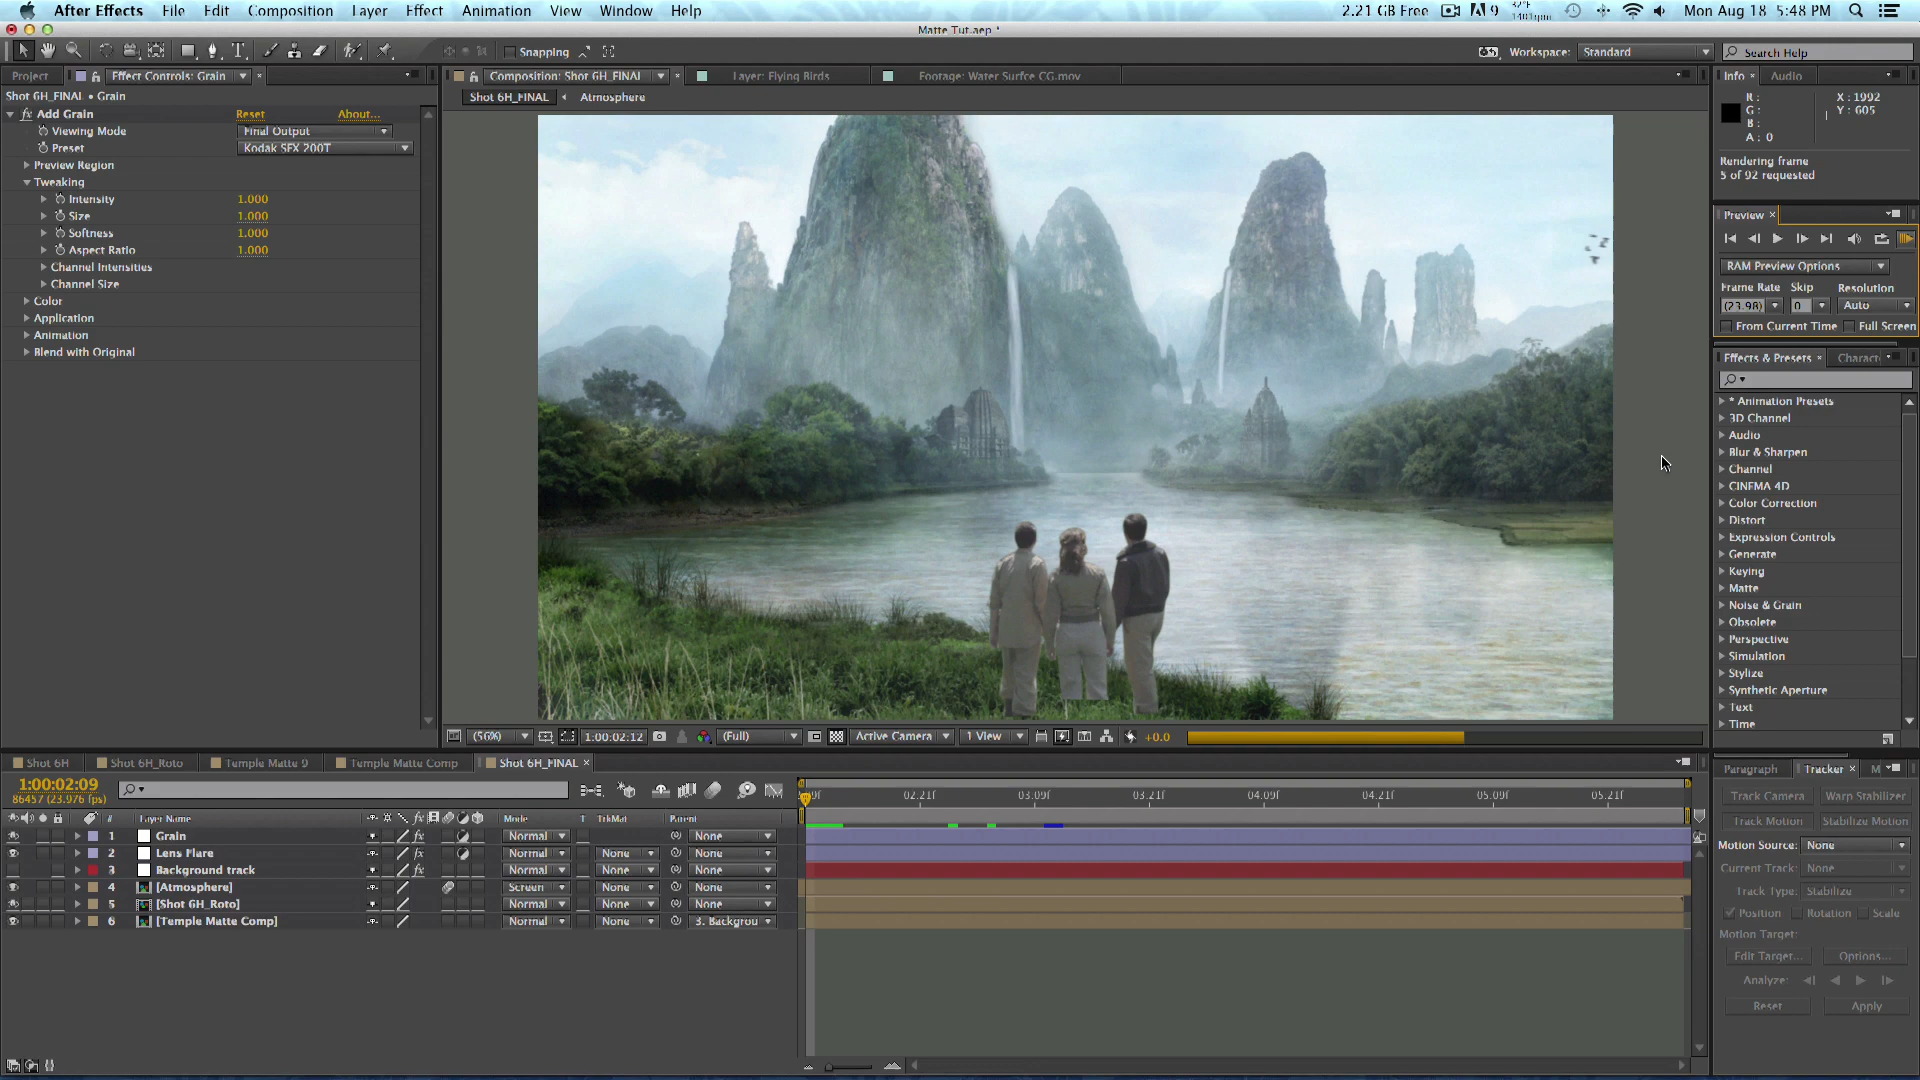 After Effects File Edit Composition Layer Effect Animation View Window Help
2.21 GB Free 9 Mon Aug 18 5:48 PM
Matte Tut.aep *
Snapping
Workspace: Standard
Search Help
Project Effect Controls: Grain
Shot 6H_FINAL • Grain
Add Grain Reset About...
Viewing Mode Final Output
Preset Kodak SFX 200T
Preview Region
Tweaking
Intensity 1.000
Size 1.000
Softness 1.000
Aspect Ratio 1.000
Channel Intensities
Channel Size
Color
Application
Animation
Blend with Original
Composition: Shot 6H_FINAL Layer: Flying Birds Footage: Water Surfce CG.mov
Shot 6H_FINAL Atmosphere
(56%) 1:00:02:12 (Full) Active Camera 1 View +0.0
Info Audio
R: X: 1992
G: Y: 605
B:
A: 0
Rendering frame
5 of 92 requested
Preview
RAM Preview Options
Frame Rate Skip Resolution
(23.98) 0 Auto
From Current Time Full Screen
Effects & Presets Charact
* Animation Presets
3D Channel
Audio
Blur & Sharpen
Channel
CINEMA 4D
Color Correction
Distort
Expression Controls
Generate
Keying
Matte
Noise & Grain
Obsolete
Perspective
Simulation
Stylize
Synthetic Aperture
Text
Time
Shot 6H Shot 6H_Roto Temple Matte 9 Temple Matte Comp Shot 6H_FINAL
1:00:02:09
86457 (23.976 fps)
02:21f 03:09f 03:21f 04:09f 04:21f 05:09f 05:21f
# Layer Name fx Mode T TrkMat Parent
1 Grain fx Normal None
2 Lens Flare fx Normal None None
3 Background track fx Normal None None
4 [Atmosphere] Screen None None
5 [Shot 6H_Roto] Normal None None
6 [Temple Matte Comp] Normal None 3. Backgrou
Paragraph Tracker M
Track Camera Warp Stabilizer
Track Motion Stabilize Motion
Motion Source: None
Current Track: None
Track Type: Stabilize
Position Rotation Scale
Motion Target:
Edit Target... Options...
Analyze:
Reset Apply